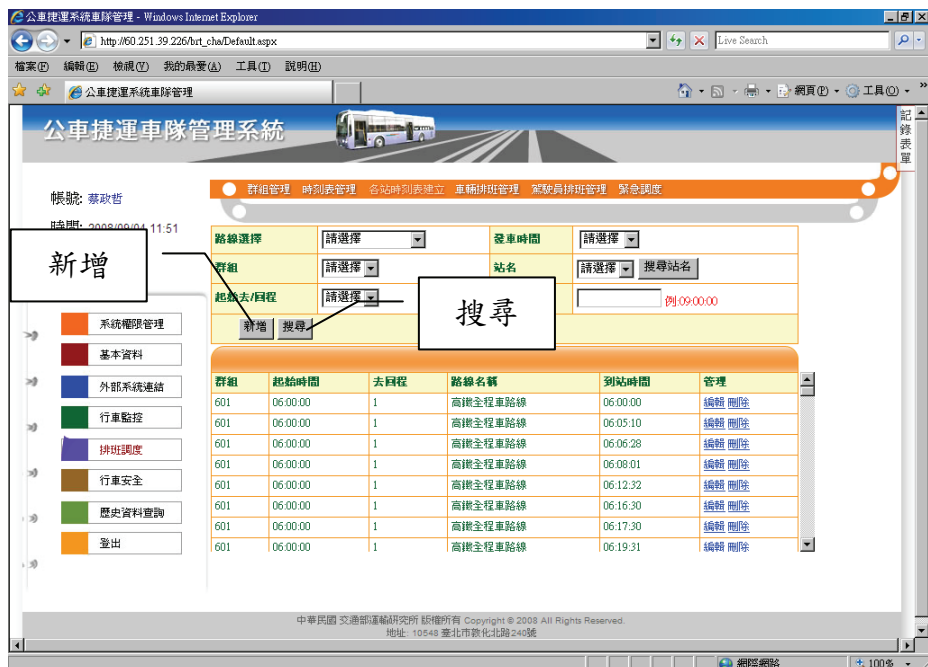 公車捷運系統車隊管理 - Windows Internet Explorer
http://60.251.39.226/brt_cha/Default.aspx
Live Search
檔案(F) 編輯(E) 檢視(V) 我的最愛(A) 工具(T) 說明(H)
公車捷運系統車隊管理
網頁(P) 工具(O)
記錄表單
公車捷運車隊管理系統
帳號: 蔡政哲
時間: 2008/09/04 11:51
群組管理 時刻表管理 各站時刻表建立 車輛排班管理 駕駛員排班管理 緊急調度
路線選擇 請選擇 發車時間 請選擇
群組 請選擇 站名 請選擇 搜尋站名
起始去/回程 請選擇 例:09:00:00
新增 搜尋
新增
搜尋
系統權限管理
基本資料
外部系統連結
行車監控
排班調度
行車安全
歷史資料查詢
登出
群組 起始時間 去回程 路線名稱 到站時間 管理
601 06:00:00 1 高鐵全程車路線 06:00:00 編輯 刪除
601 06:00:00 1 高鐵全程車路線 06:05:10 編輯 刪除
601 06:00:00 1 高鐵全程車路線 06:06:28 編輯 刪除
601 06:00:00 1 高鐵全程車路線 06:08:01 編輯 刪除
601 06:00:00 1 高鐵全程車路線 06:12:32 編輯 刪除
601 06:00:00 1 高鐵全程車路線 06:16:30 編輯 刪除
601 06:00:00 1 高鐵全程車路線 06:17:30 編輯 刪除
601 06:00:00 1 高鐵全程車路線 06:19:31 編輯 刪除
中華民國 交通部運輸研究所 版權所有 Copyright © 2008 All Rights Reserved.
地址: 10548 臺北市敦化北路240號
網際網路 100%